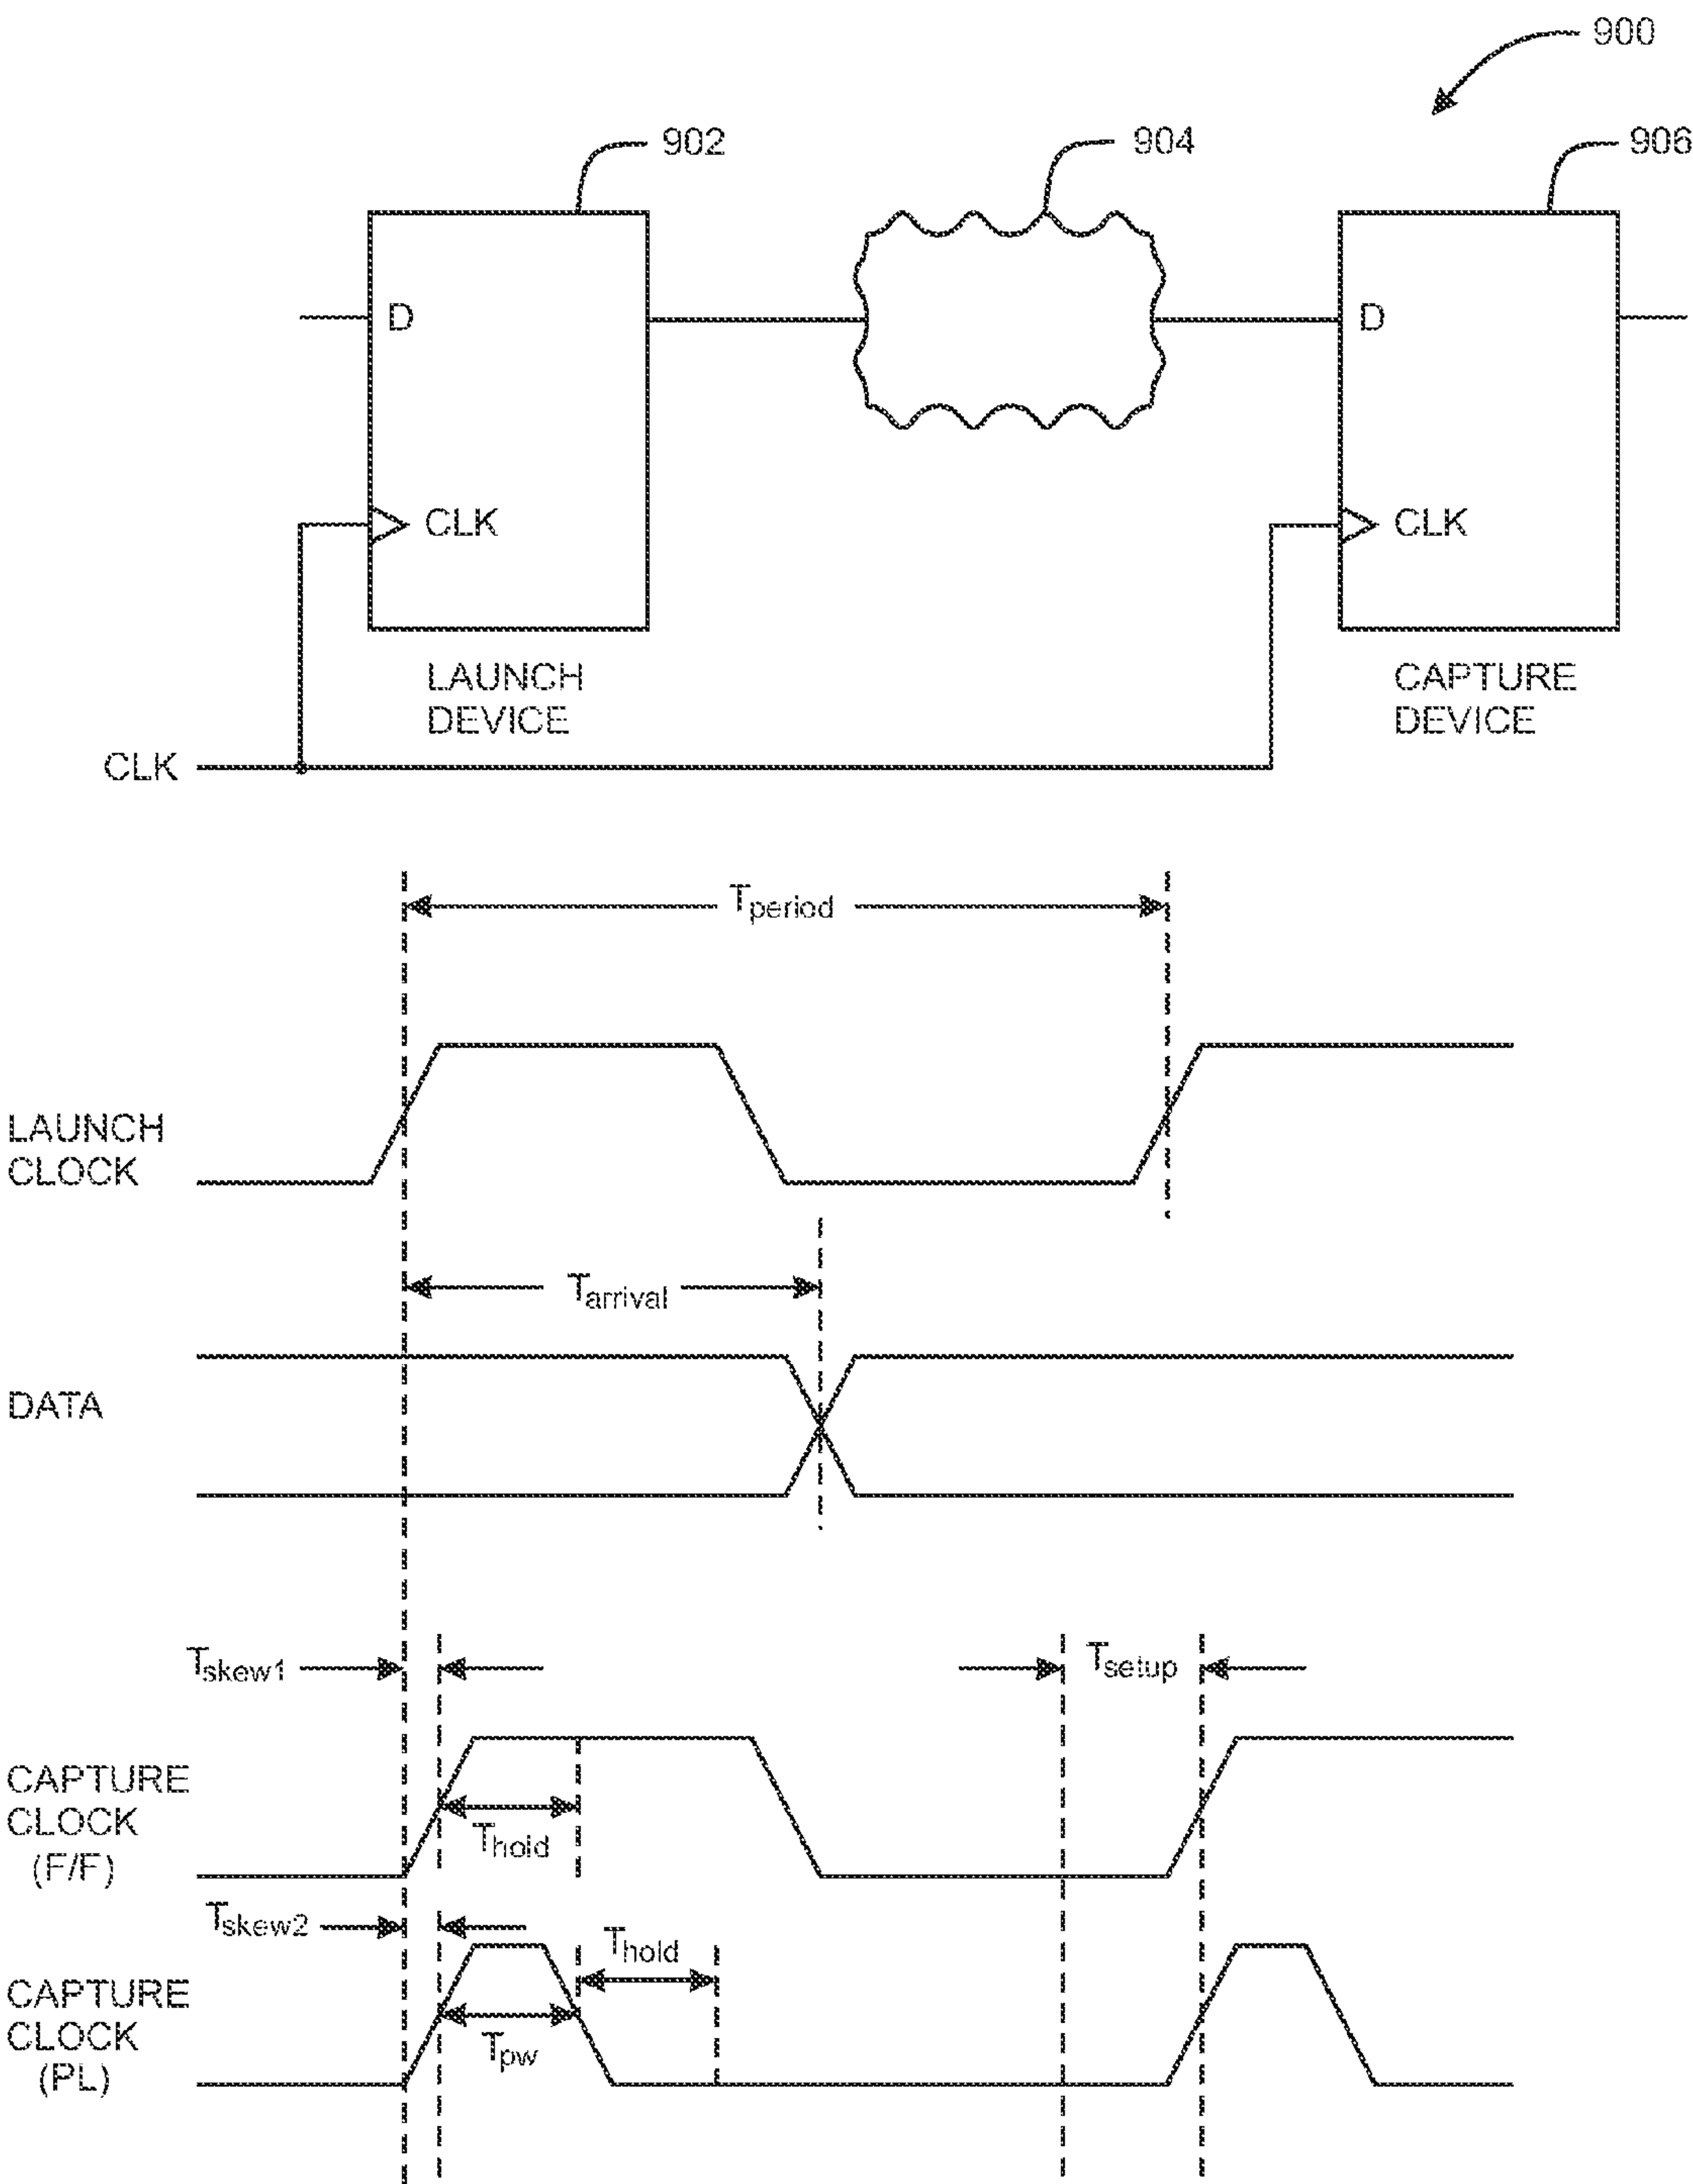 900
902
904
906
D
D
CLK
CLK
LAUNCH
DEVICE
CAPTURE
DEVICE
CLK
Tperiod
LAUNCH
CLOCK
Tarrival
DATA
Tskew1
Tsetup
CAPTURE
CLOCK
(F/F)
Thold
Tskew2
Thold
CAPTURE
CLOCK
(PL)
Tpw